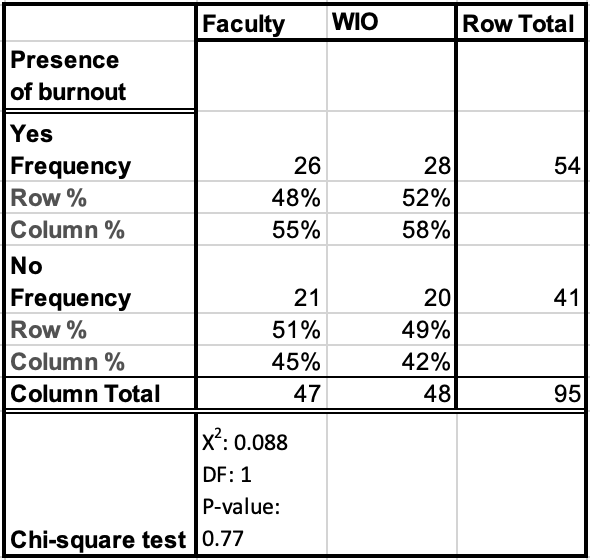 Faculty WIO Row Total
Presence
of burnout
Yes
Frequency 26 28 54
Row % 48% 52%
Column % 55% 58%
No
Frequency 21 20 41
Row % 51% 49%
Column % 45% 42%
Column Total 47 48 95
X²: 0.088
DF: 1
P-value:
Chi-square test 0.77